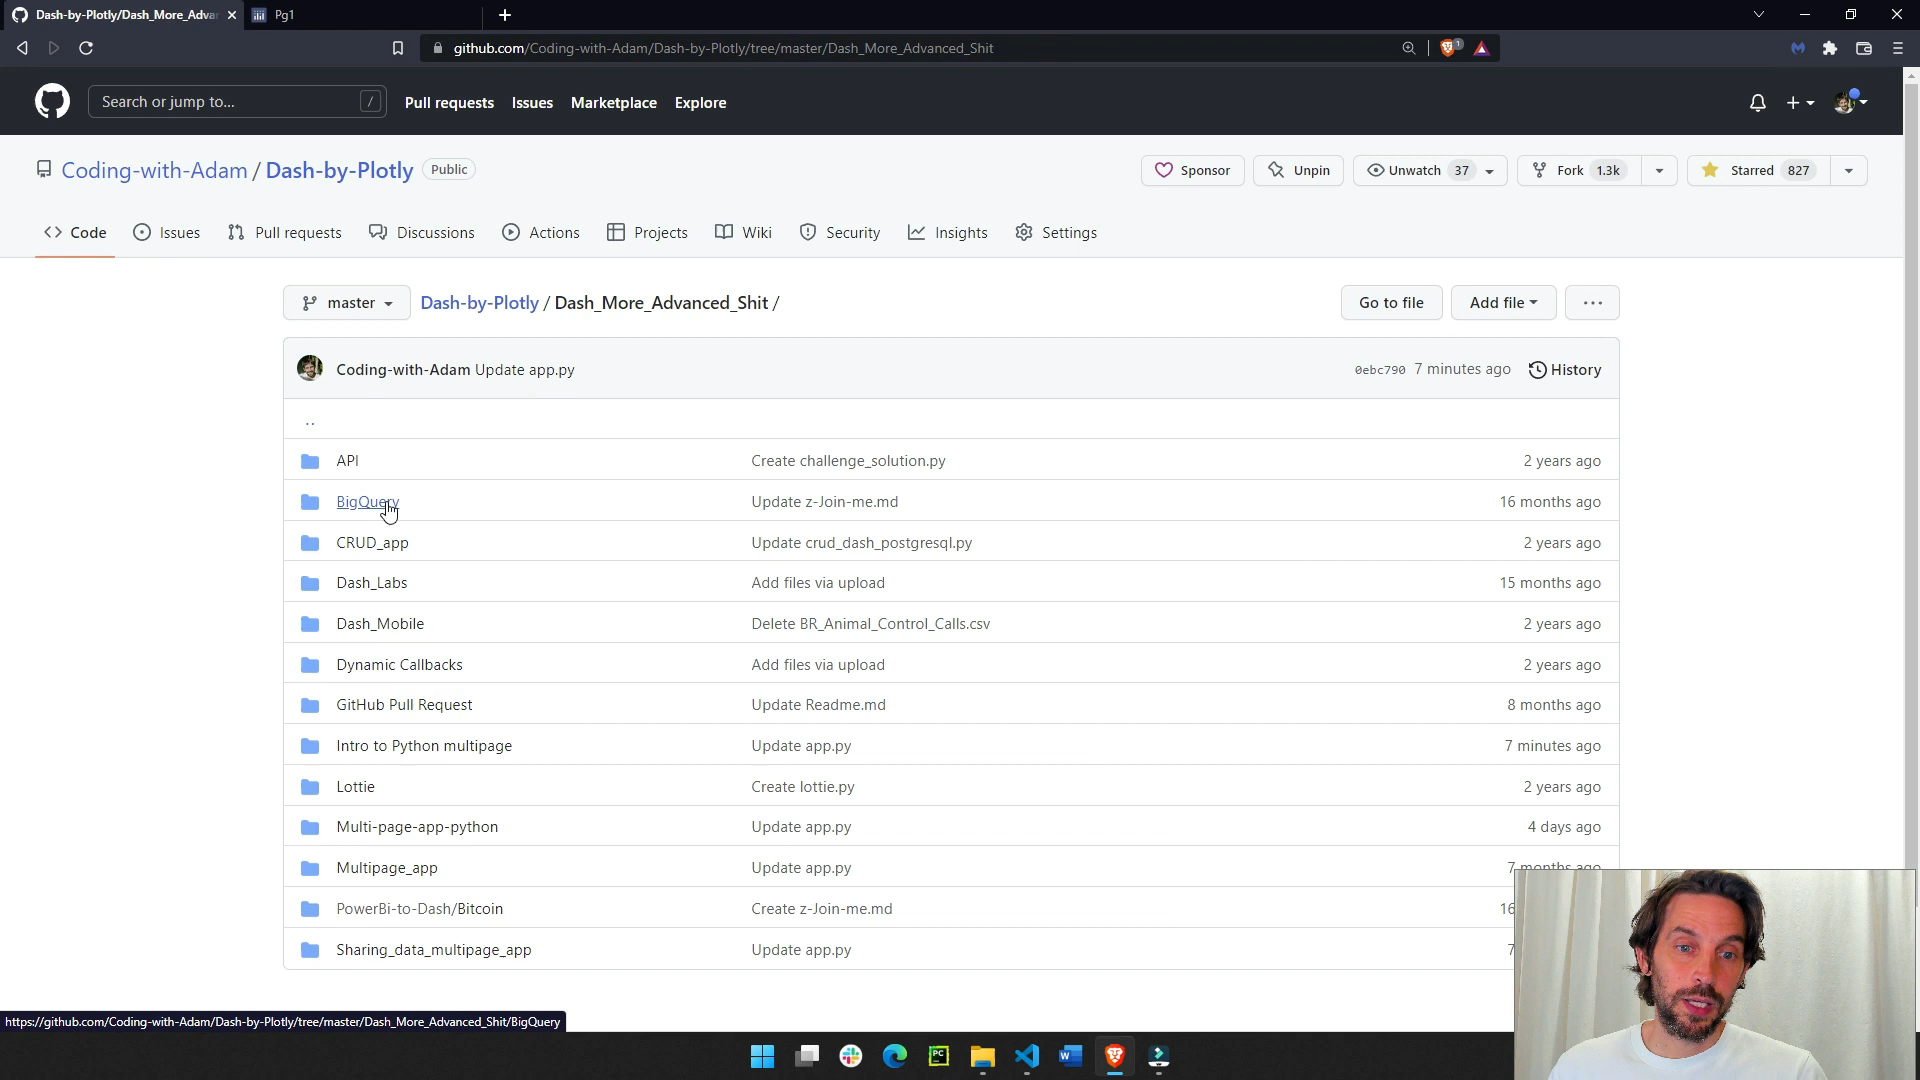 Dash-by-Plotly/Dash_More_Adva
Pg1
github.com/Coding-with-Adam/Dash-by-Plotly/tree/master/Dash_More_Advanced_Shit
1
Search or jump to...
/
Pull requests
Issues
Marketplace
Explore
Coding-with-Adam / Dash-by-Plotly
Public
Sponsor
Unpin
Unwatch 37
Fork 1.3k
Starred 827
Code
Issues
Pull requests
Discussions
Actions
Projects
Wiki
Security
Insights
Settings
master
Dash-by-Plotly / Dash_More_Advanced_Shit /
Go to file
Add file
...
Coding-with-Adam Update app.py
0ebc790 7 minutes ago
History
..
API Create challenge_solution.py 2 years ago
BigQuery Update z-Join-me.md 16 months ago
CRUD_app Update crud_dash_postgresql.py 2 years ago
Dash_Labs Add files via upload 15 months ago
Dash_Mobile Delete BR_Animal_Control_Calls.csv 2 years ago
Dynamic Callbacks Add files via upload 2 years ago
GitHub Pull Request Update Readme.md 8 months ago
Intro to Python multipage Update app.py 7 minutes ago
Lottie Create lottie.py 2 years ago
Multi-page-app-python Update app.py 4 days ago
Multipage_app Update app.py 7 months ago
PowerBi-to-Dash/Bitcoin Create z-Join-me.md 16
Sharing_data_multipage_app Update app.py 7
https://github.com/Coding-with-Adam/Dash-by-Plotly/tree/master/Dash_More_Advanced_Shit/BigQuery
PC
W